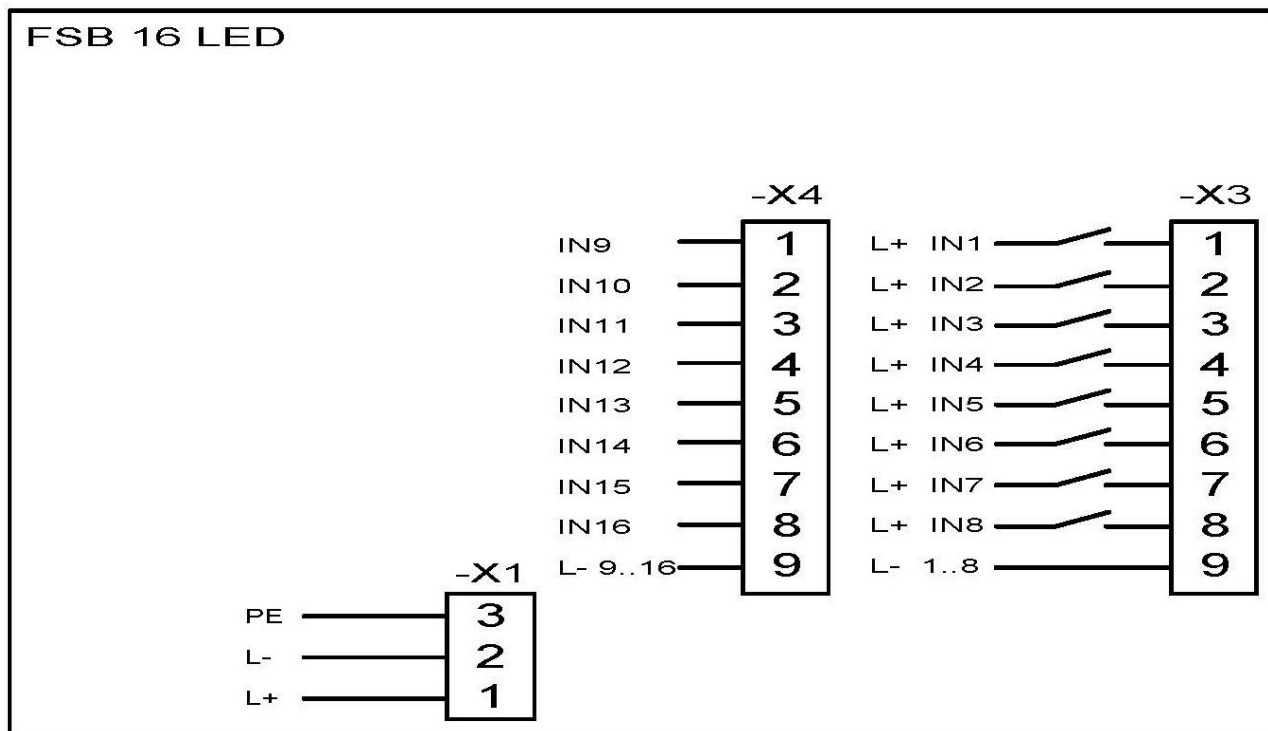 FSB 16 LED
-X4
IN9 1
IN10 2
IN11 3
IN12 4
IN13 5
IN14 6
IN15 7
IN16 8
L- 9..16 9
-X3
L+ IN1 1
L+ IN2 2
L+ IN3 3
L+ IN4 4
L+ IN5 5
L+ IN6 6
L+ IN7 7
L+ IN8 8
L- 1..8 9
-X1
PE 3
L- 2
L+ 1